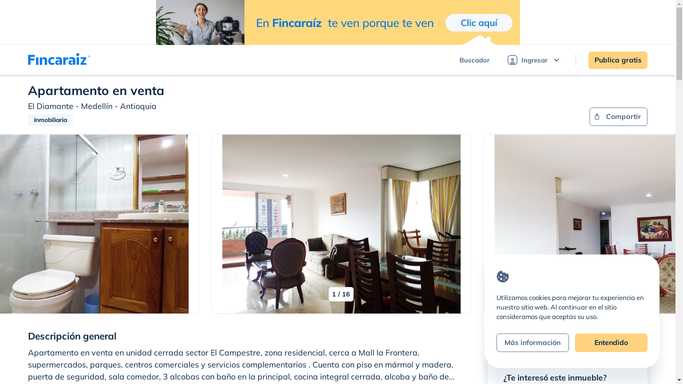 En Fincaraíz te ven porque te ven
Clic aquí
Fincaraiz
Buscador
Ingresar
Publica gratis
Apartamento en venta
El Diamante - Medellín - Antioquia
Inmobiliaria
Compartir
1 / 16
Utilizamos cookies para mejorar tu experiencia en
nuestro sitio web. Al continuar en el sitio
consideramos que aceptas su uso.
Más información
Entendido
Descripción general
Apartamento en venta en unidad cerrada sector El Campestre, zona residencial, cerca a Mall la Frontera,
supermercados, parques, centros comerciales y servicios complementarios . Cuenta con piso en mármol y madera,
puerta de seguridad, sala comedor, 3 alcobas con baño en la principal, cocina integral cerrada, alcoba y baño de...
¿Te interesó este inmueble?